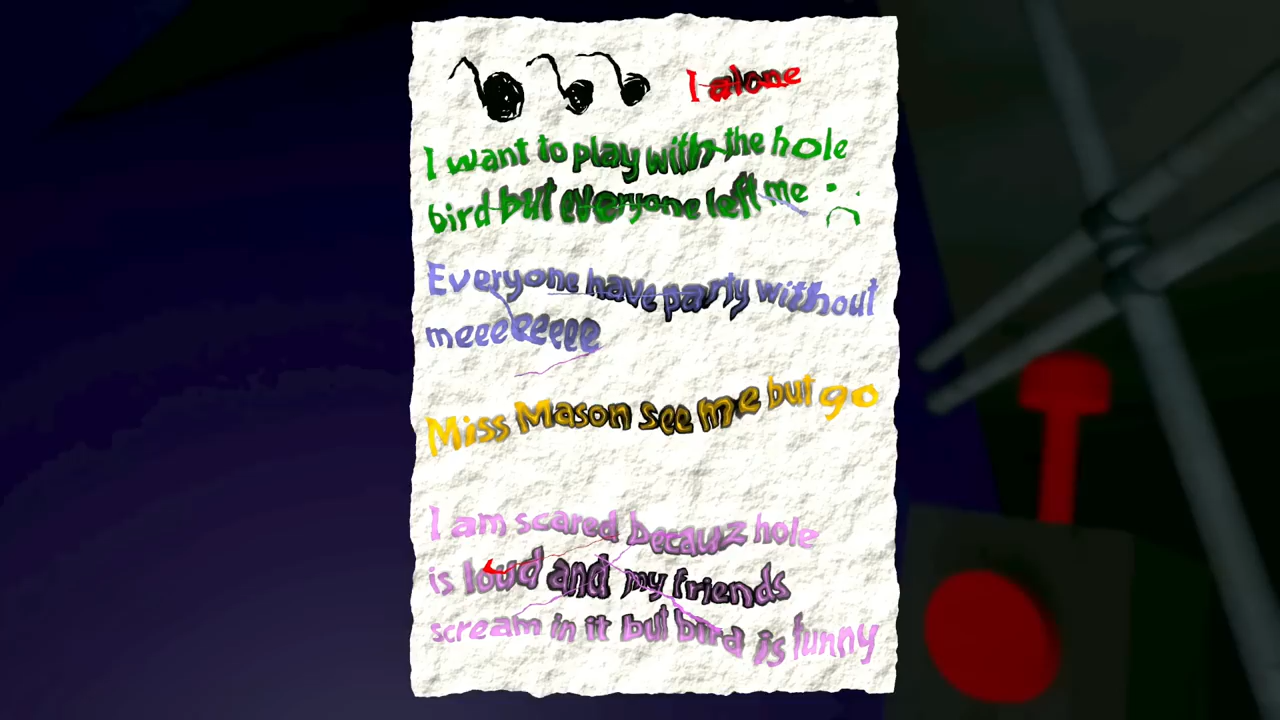 I alone
I want to play with the hole
bird but everyone left me :(
Everyone have party without
meeeeeeee
Miss Mason see me but go
I am scared becauz hole
is loud and my friends
scream in it but bird is funny